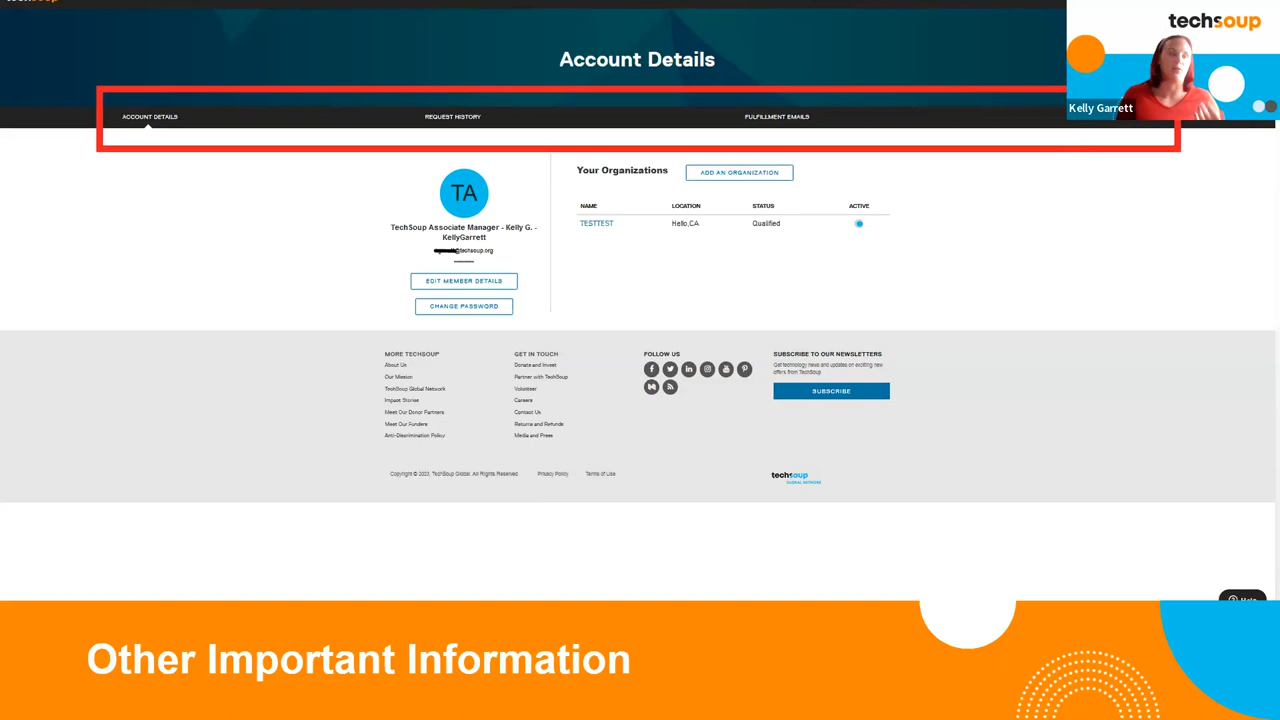 techsoup
Account Details
techsoup
Kelly Garrett
ACCOUNT DETAILS
REQUEST HISTORY
FULFILLMENT EMAILS
TA
TechSoup Associate Manager - Kelly G. -
KellyGarrett
@techsoup.org
EDIT MEMBER DETAILS
CHANGE PASSWORD
Your Organizations
ADD AN ORGANIZATION
NAME LOCATION STATUS ACTIVE
TESTTEST Hello,CA Qualified
MORE TECHSOUP
About Us
Our Mission
TechSoup Global Network
Impact Stories
Meet Our Donor Partners
Meet Our Funders
Anti-Discrimination Policy
GET IN TOUCH
Donate and Invest
Partner with TechSoup
Volunteer
Careers
Contact Us
Returns and Refunds
Media and Press
FOLLOW US
SUBSCRIBE TO OUR NEWSLETTERS
Get technology news and updates on exciting new
offers from TechSoup
SUBSCRIBE
Privacy Policy
Terms of Use
techsoup
GLOBAL NETWORK
Help
Other Important Information